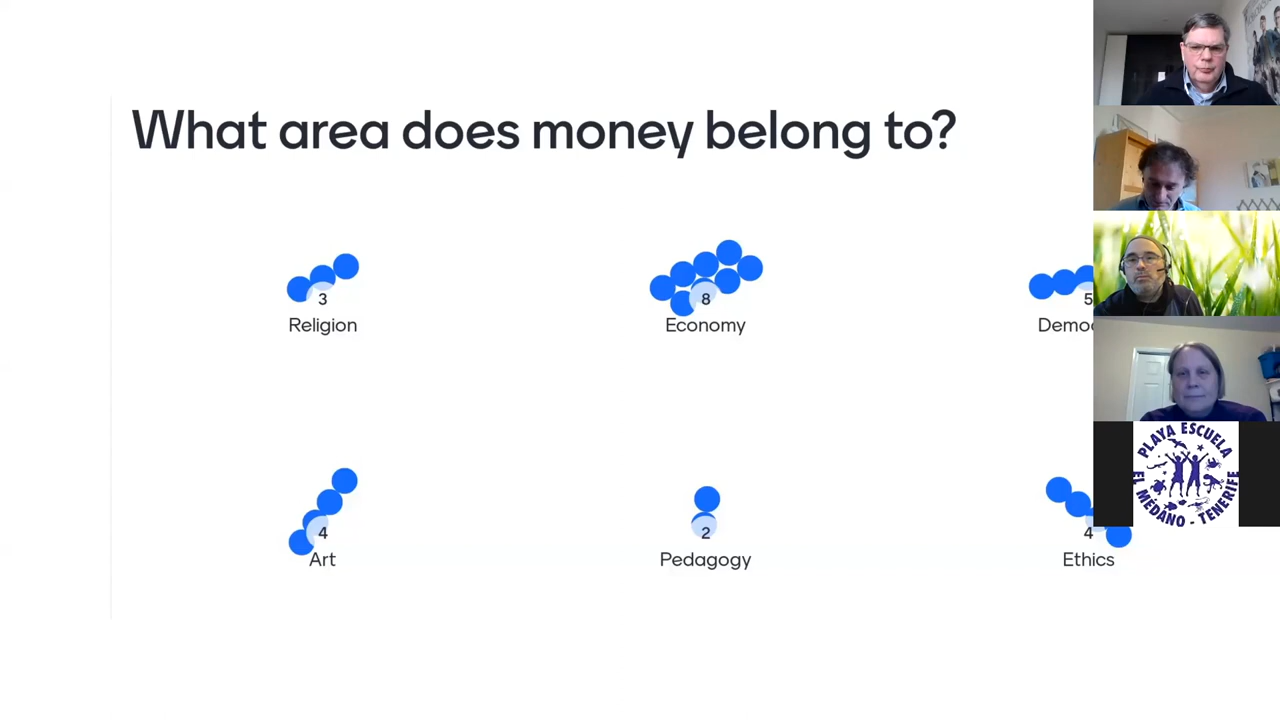 What area does money belong to?
3
8
5
Religion
Economy
Democ
4
2
4
Art
Pedagogy
Ethics
PLAYA ESCUELA
EL MÉDANO - TENERIFE